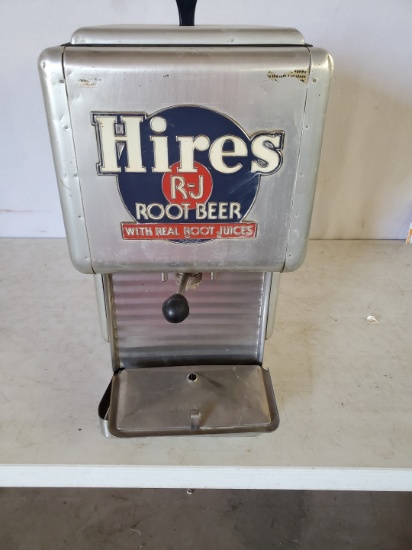 Hires
R-J
ROOT BEER
WITH REAL ROOT JUICES